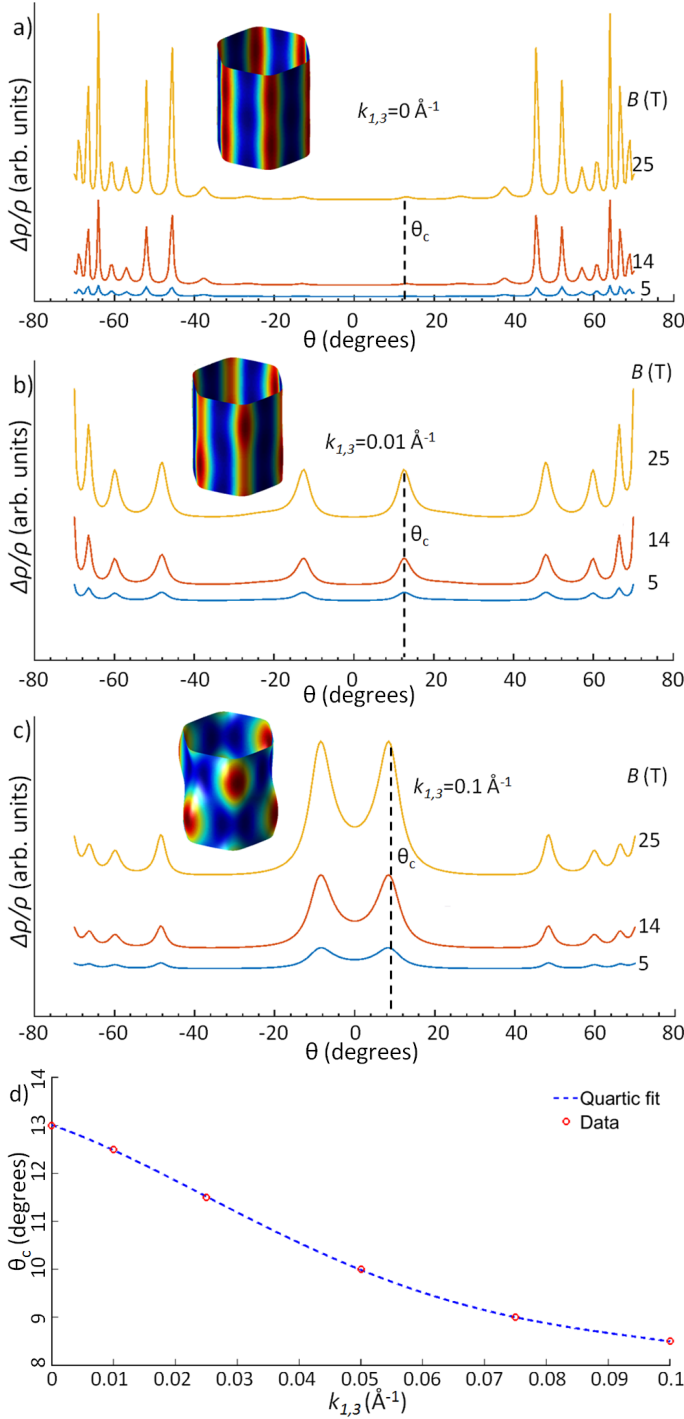 a)
Δρ/ρ (arb. units)
k1,3=0 Å-1
B (T)
25
14
5
θc
-80 -60 -40 -20 0 20 40 60 80
θ (degrees)
b)
Δρ/ρ (arb. units)
k1,3=0.01 Å-1
B (T)
25
14
5
θc
-80 -60 -40 -20 0 20 40 60 80
θ (degrees)
c)
Δρ/ρ (arb. units)
k1,3=0.1 Å-1
B (T)
25
14
5
θc
-80 -60 -40 -20 0 20 40 60 80
θ (degrees)
d)
θc (degrees)
14
13
12
11
10
9
8
Quartic fit
Data
0 0.01 0.02 0.03 0.04 0.05 0.06 0.07 0.08 0.09 0.1
k1,3 (Å-1)